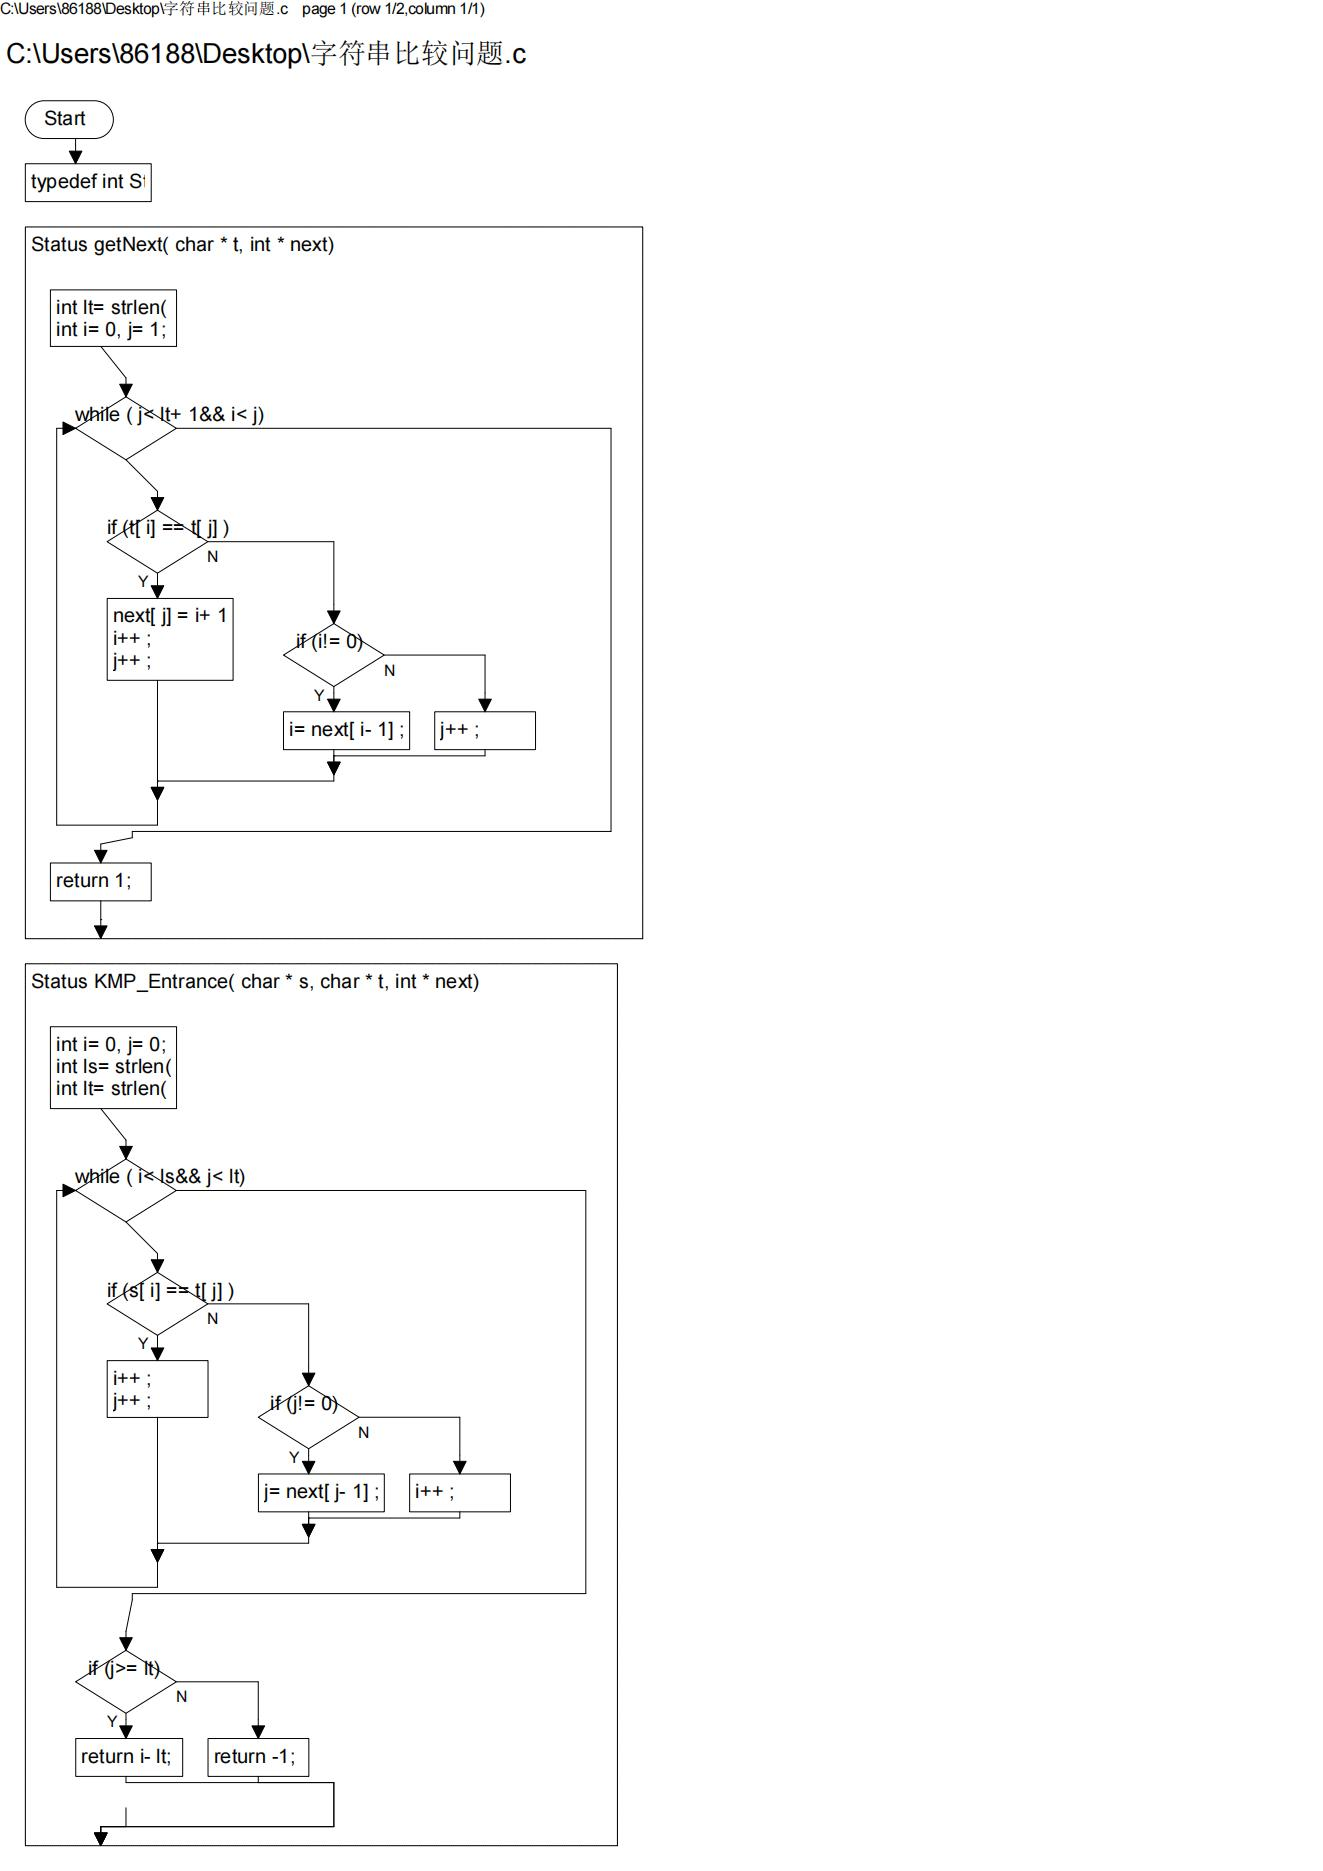 C:\Users\86188\Desktop\字符串比较问题.c page 1 (row 1/2,column 1/1)
C:\Users\86188\Desktop\字符串比较问题.c
Start
typedef int St
Status getNext( char * t, int * next)
int lt= strlen(
int i= 0, j= 1;
while ( j< lt+ 1&& i< j)
if (t[ i] == t[ j] )
N
Y
next[ j] = i+ 1
i++ ;
j++ ;
if (i!= 0)
N
Y
i= next[ i- 1] ;
j++ ;
return 1;
Status KMP_Entrance( char * s, char * t, int * next)
int i= 0, j= 0;
int ls= strlen(
int lt= strlen(
while ( i< ls&& j< lt)
if (s[ i] == t[ j] )
N
Y
i++ ;
j++ ;
if (j!= 0)
N
Y
j= next[ j- 1] ;
i++ ;
if (j>= lt)
N
Y
return i- lt;
return -1;